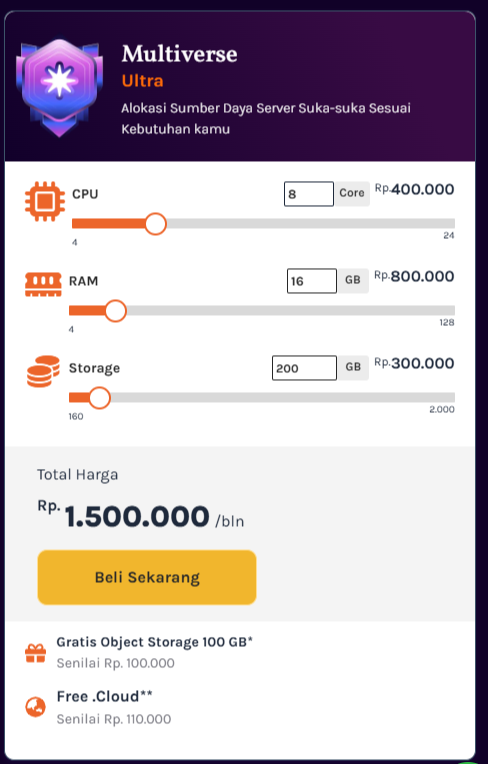 Multiverse
Ultra
Alokasi Sumber Daya Server Suka-suka Sesuai
Kebutuhan kamu
CPU 8 Core Rp.400.000
4 24
RAM 16 GB Rp.800.000
4 128
Storage 200 GB Rp.300.000
160 2.000
Total Harga
Rp. 1.500.000 /bln
Beli Sekarang
Gratis Object Storage 100 GB*
Senilai Rp. 100.000
Free .Cloud**
Senilai Rp. 110.000